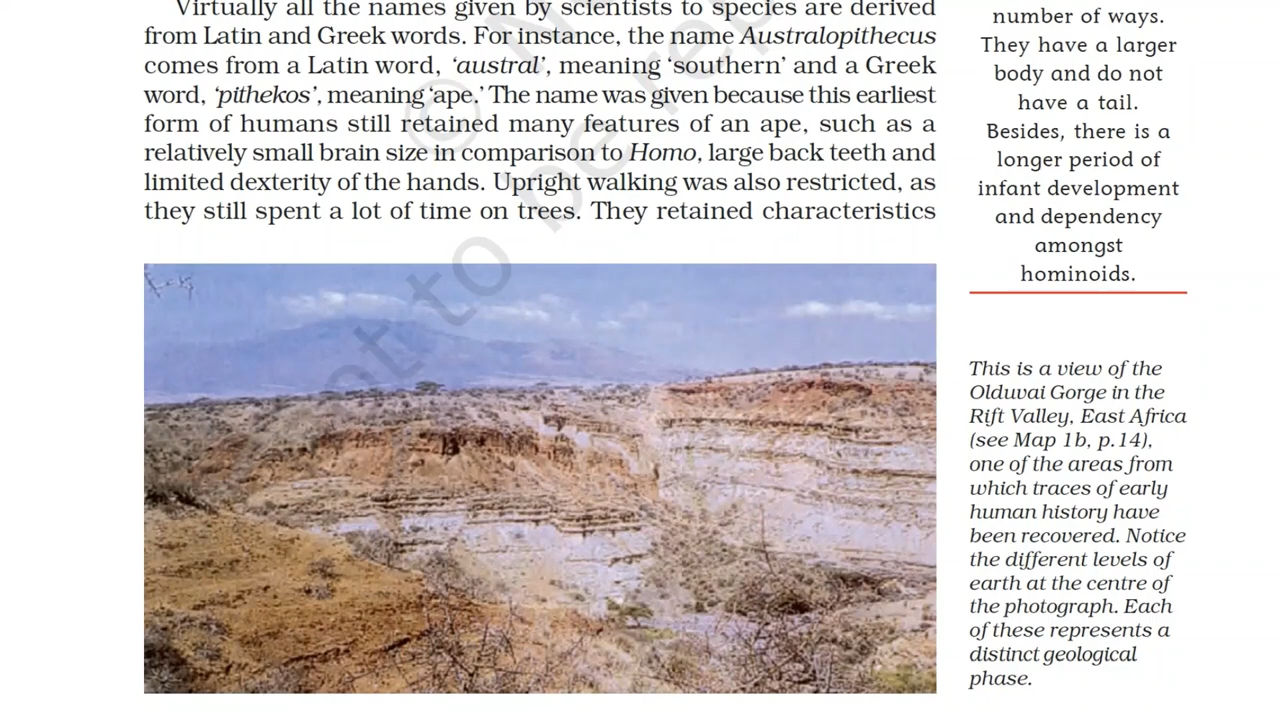 Virtually all the names given by scientists to species are derived
from Latin and Greek words. For instance, the name Australopithecus
comes from a Latin word, ‘austral’, meaning ‘southern’ and a Greek
word, ‘pithekos’, meaning ‘ape.’ The name was given because this earliest
form of humans still retained many features of an ape, such as a
relatively small brain size in comparison to Homo, large back teeth and
limited dexterity of the hands. Upright walking was also restricted, as
they still spent a lot of time on trees. They retained characteristics
number of ways.
They have a larger
body and do not
have a tail.
Besides, there is a
longer period of
infant development
and dependency
amongst
hominoids.
This is a view of the
Olduvai Gorge in the
Rift Valley, East Africa
(see Map 1b, p.14),
one of the areas from
which traces of early
human history have
been recovered. Notice
the different levels of
earth at the centre of
the photograph. Each
of these represents a
distinct geological
phase.
©
not to be